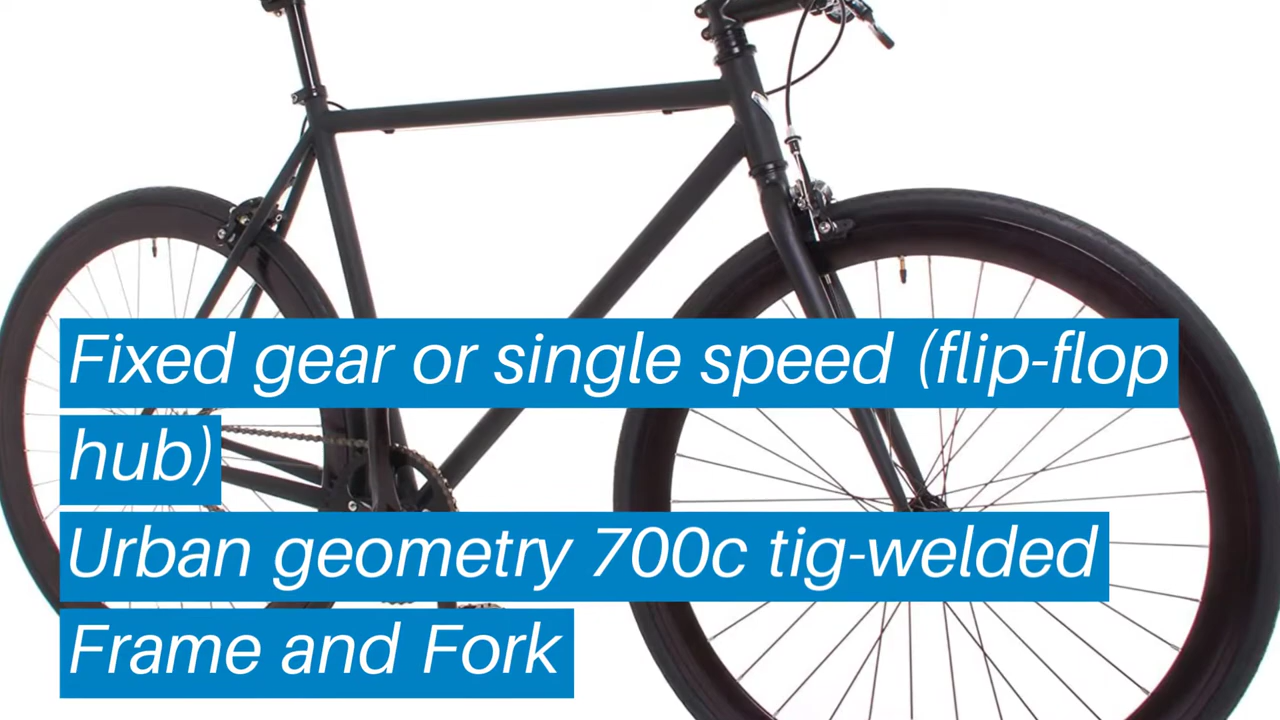 Fixed gear or single speed (flip-flop
hub)
Urban geometry 700c tig-welded
Frame and Fork